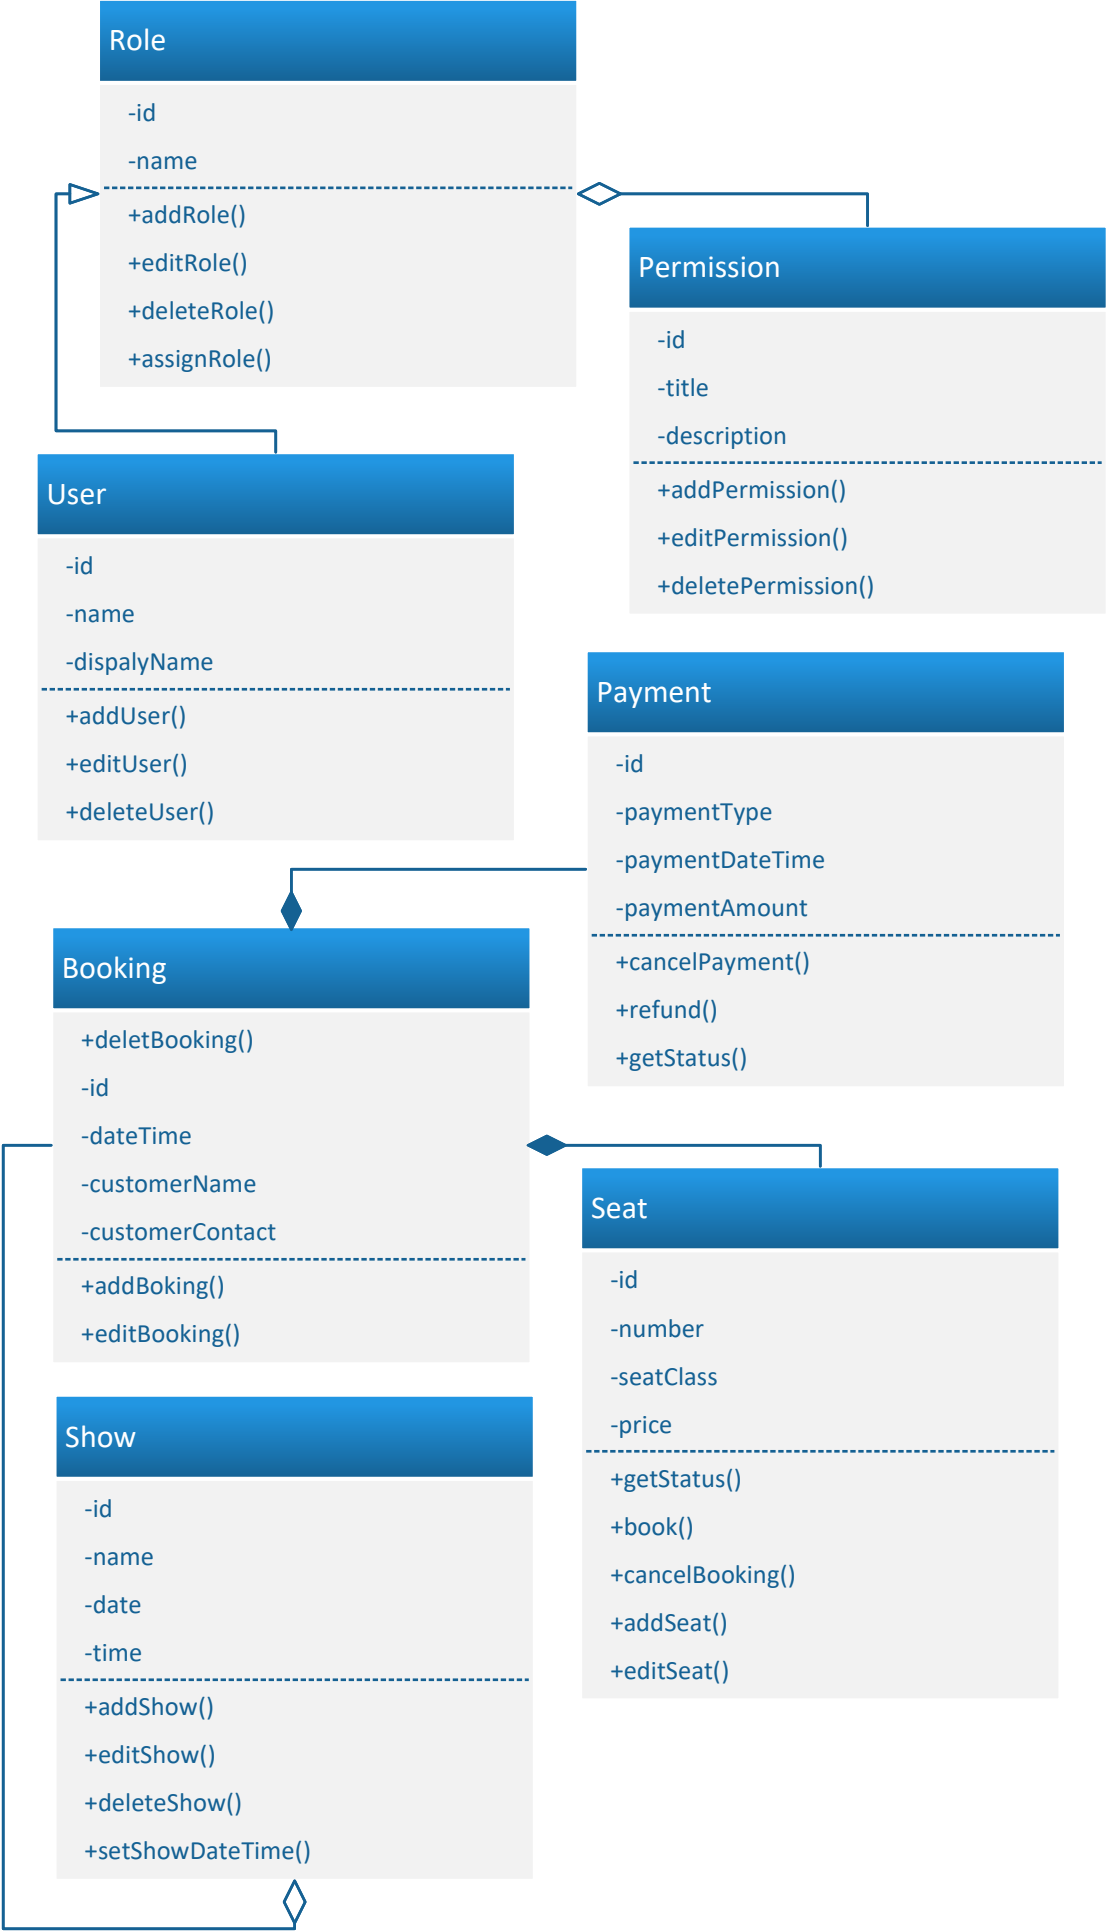 Role
-id
-name
+addRole()
+editRole()
+deleteRole()
+assignRole()
Permission
-id
-title
-description
+addPermission()
+editPermission()
+deletePermission()
User
-id
-name
-dispalyName
+addUser()
+editUser()
+deleteUser()
Payment
-id
-paymentType
-paymentDateTime
-paymentAmount
+cancelPayment()
+refund()
+getStatus()
Booking
+deletBooking()
-id
-dateTime
-customerName
-customerContact
+addBoking()
+editBooking()
Seat
-id
-number
-seatClass
-price
+getStatus()
+book()
+cancelBooking()
+addSeat()
+editSeat()
Show
-id
-name
-date
-time
+addShow()
+editShow()
+deleteShow()
+setShowDateTime()